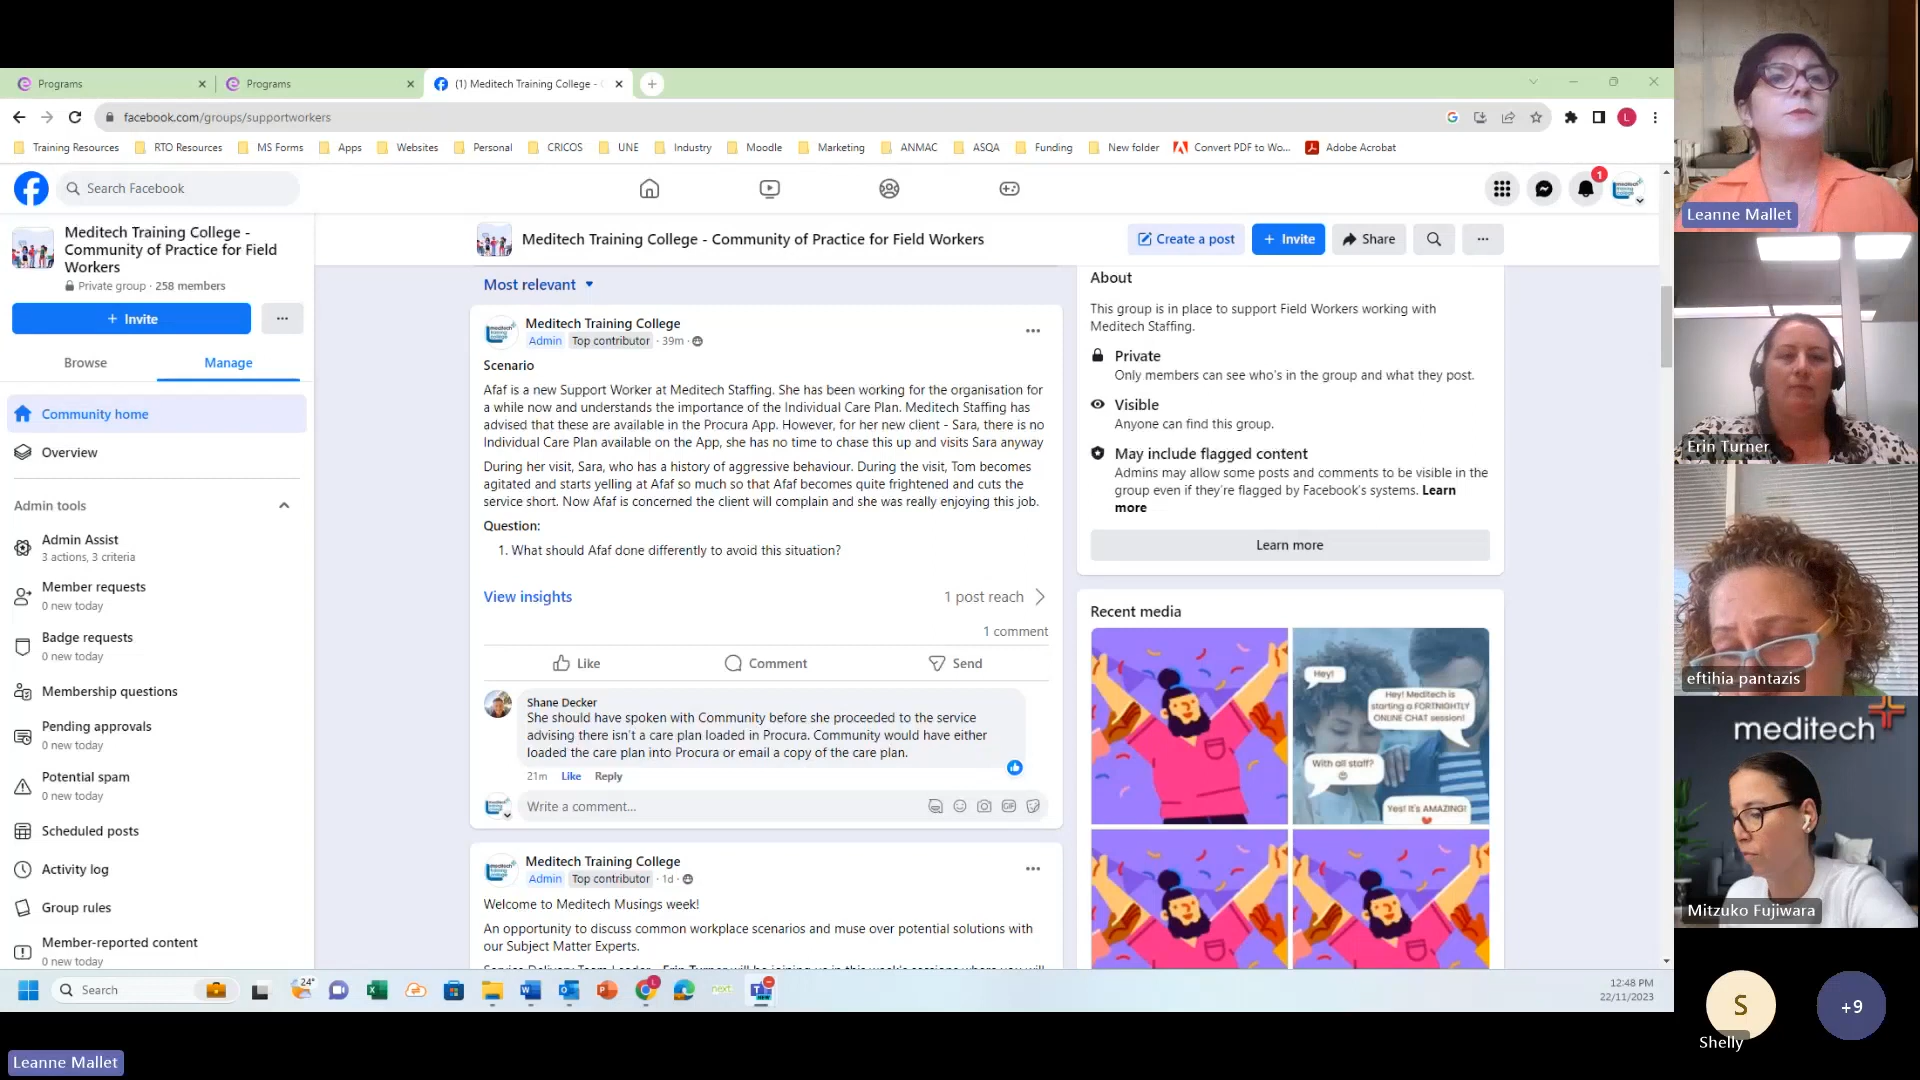 Programs
Programs
(1) Meditech Training College -
facebook.com/groups/supportworkers
Training Resources
RTO Resources
MS Forms
Apps
Websites
Personal
CRICOS
UNE
Industry
Moodle
Marketing
ANMAC
ASQA
Funding
New folder
Convert PDF to Wo...
Adobe Acrobat
Search Facebook
1
Meditech Training College -
Community of Practice for Field
Workers
Private group · 258 members
+ Invite
...
Browse
Manage
Community home
Overview
Admin tools
Admin Assist
3 actions, 3 criteria
Member requests
0 new today
Badge requests
0 new today
Membership questions
Pending approvals
0 new today
Potential spam
0 new today
Scheduled posts
Activity log
Group rules
Member-reported content
0 new today
Meditech Training College - Community of Practice for Field Workers
Create a post
+ Invite
Share
Most relevant
Meditech Training College
Admin Top contributor · 39m ·
Scenario
Afaf is a new Support Worker at Meditech Staffing. She has been working for the organisation for
a while now and understands the importance of the Individual Care Plan. Meditech Staffing has
advised that these are available in the Procura App. However, for her new client - Sara, there is no
Individual Care Plan available on the App, she has no time to chase this up and visits Sara anyway
During her visit, Sara, who has a history of aggressive behaviour. During the visit, Tom becomes
agitated and starts yelling at Afaf so much so that Afaf becomes quite frightened and cuts the
service short. Now Afaf is concerned the client will complain and she was really enjoying this job.
Question:
1. What should Afaf done differently to avoid this situation?
View insights
1 post reach
1 comment
Like
Comment
Send
Shane Decker
She should have spoken with Community before she proceeded to the service
advising there isn't a care plan loaded in Procura. Community would have either
loaded the care plan into Procura or email a copy of the care plan.
21m Like Reply
Write a comment...
Meditech Training College
Admin Top contributor · 1d ·
Welcome to Meditech Musings week!
An opportunity to discuss common workplace scenarios and muse over potential solutions with
our Subject Matter Experts.
Service Delivery Team Leader - Erin Turner will be joining us in this week's sessions where you will
About
This group is in place to support Field Workers working with
Meditech Staffing.
Private
Only members can see who's in the group and what they post.
Visible
Anyone can find this group.
May include flagged content
Admins may allow some posts and comments to be visible in the
group even if they're flagged by Facebook's systems. Learn
more
Learn more
Recent media
Hey!
Hey! Meditech is
starting a FORTNIGHTLY
ONLINE CHAT session!
With all staff?
Yes! It's AMAZING!
Search
24°
next
12:48 PM
22/11/2023
Leanne Mallet
Erin Turner
eftihia pantazis
meditech
Mitzuko Fujiwara
S
Shelly
+9
Leanne Mallet